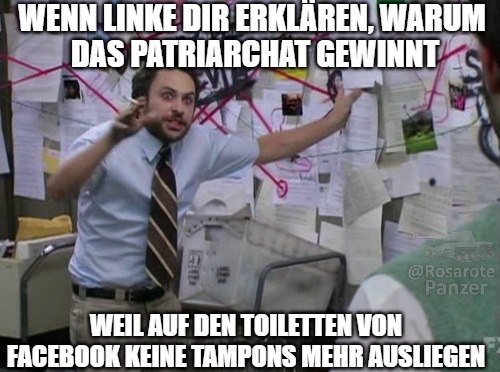 WENN LINKE DIR ERKLÄREN, WARUM
DAS PATRIARCHAT GEWINNT
@Rosarote
Panzer
WEIL AUF DEN TOILETTEN VON
FACEBOOK KEINE TAMPONS MEHR AUSLIEGEN